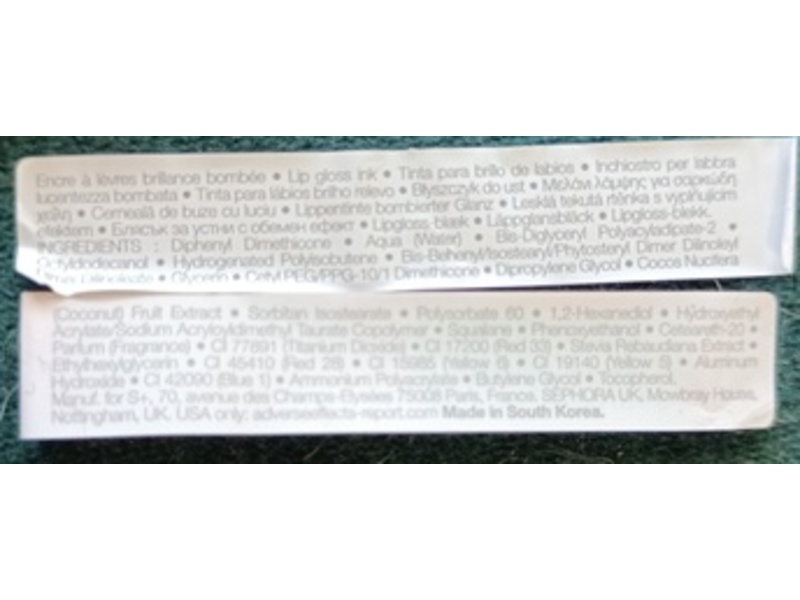 Encre à lèvres brillance bombée • Lip gloss ink • Tinta para brilo de labios • Inchiostro per labbra
lucentezza bombata • Tinta para lábios brilho relevo • Błyszczyk do ust • Μελάνι λάμψης για σαρκώδη
χείλη • Cerneală de buze cu luciu • Lippentinte bombierter Glanz • Lesklá tekutá rtěnka s vyplňujícím
efektem • Блясък за устни с обемен ефект • Lipgloss-blæk • Läppglansbläck • Lipgloss-blekk.
INGREDIENTS : Diphenyl Dimethicone • Aqua (Water) • Bis-Diglyceryl Polyacyladipate-2 •
Octyldodecanol • Hydrogenated Polyisobutene • Bis-Behenyl/Isostearyl/Phytosteryl Dimer Dilinoleyl
Dimer Dilinoleate • Glycerin • Cetyl PEG/PPG-10/1 Dimethicone • Dipropylene Glycol • Cocos Nucifera
(Coconut) Fruit Extract • Sorbitan Isostearate • Polysorbate 60 • 1,2-Hexanediol • Hydroxyethyl
Acrylate/Sodium Acryloyldimethyl Taurate Copolymer • Squalane • Phenoxyethanol • Ceteareth-20 •
Parfum (Fragrance) • CI 77891 (Titanium Dioxide) • CI 17200 (Red 33) • Stevia Rebaudiana Extract •
Ethylhexylglycerin • CI 45410 (Red 28) • CI 15985 (Yellow 6) • CI 19140 (Yellow 5) • Aluminum
Hydroxide • CI 42090 (Blue 1) • Ammonium Polyacrylate • Butylene Glycol • Tocopherol.
Manuf. for S+, 70, avenue des Champs-Elysées 75008 Paris, France. SEPHORA UK, Mowbray House,
Nottingham, UK. USA only: adverseeffects-report.com Made in South Korea.